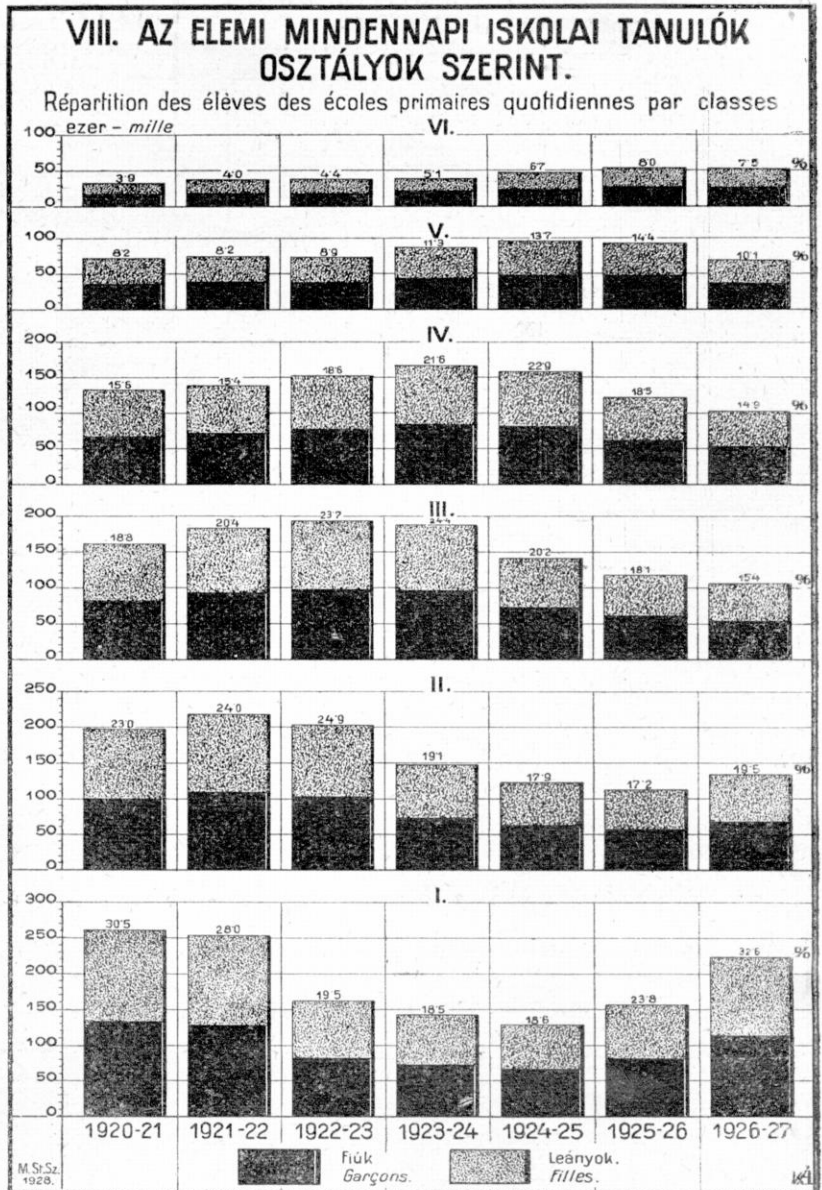 VIII. AZ ELEMI MINDENNAPI ISKOLAI TANULÓK
OSZTÁLYOK SZERINT.
Répartition des élèves des écoles primaires quotidiennes par classes
ezer – mille
VI.
100
50
0
3·9 4·0 4·4 5·1 6·7 8·0 7·5 %
V.
100
50
0
8·2 8·2 8·9 11·3 13·7 14·4 10·1 %
IV.
200
150
100
50
0
15·6 15·4 18·6 21·6 22·9 18·5 14·9 %
III.
200
150
100
50
0
18·8 20·4 23·7 24·4 20·2 18·1 15·4 %
II.
250
200
150
100
50
0
23·0 24·0 24·9 19·1 17·9 17·2 19·5 %
I.
300
250
200
150
100
50
0
30·5 28·0 19·5 18·5 18·6 23·8 32·6 %
1920-21 1921-22 1922-23 1923-24 1924-25 1925-26 1926-27
M. St. Sz.
1928.
Fiúk
Garçons.
Leányok.
Filles.